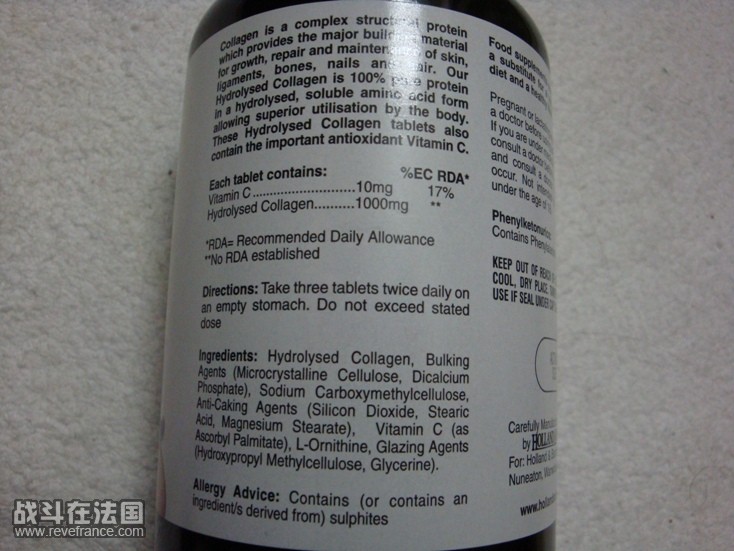 Collagen is a complex structural protein
which provides the major building material
for growth, repair and maintenance of skin,
ligaments, bones, nails and hair. Our
Hydrolysed Collagen is 100% pure protein
in a hydrolysed, soluble amino acid form
allowing superior utilisation by the body.
These Hydrolysed Collagen tablets also
contain the important antioxidant Vitamin C.
Each tablet contains: %EC RDA*
Vitamin C...........................10mg 17%
Hydrolysed Collagen..........1000mg **
*RDA= Recommended Daily Allowance
**No RDA established
Directions: Take three tablets twice daily on
an empty stomach. Do not exceed stated
dose
Ingredients: Hydrolysed Collagen, Bulking
Agents (Microcrystalline Cellulose, Dicalcium
Phosphate), Sodium Carboxymethylcellulose,
Anti-Caking Agents (Silicon Dioxide, Stearic
Acid, Magnesium Stearate), Vitamin C (as
Ascorbyl Palmitate), L-Ornithine, Glazing Agents
(Hydroxypropyl Methylcellulose, Glycerine).
Allergy Advice: Contains (or contains an
ingredient/s derived from) sulphites
Food
a substitute for
diet and a
Pregnant or
a doctor before
If you are under
consult a doctor
and consult a
occur. Not
under the age of
Contains
KEEP OUT OF REACH
COOL, DRY PLACE.
USE IF SEAL UNDER
Carefully
by HOLLAND
For: Holland &
Nuneaton,
战斗在法国
www.revefrance.com